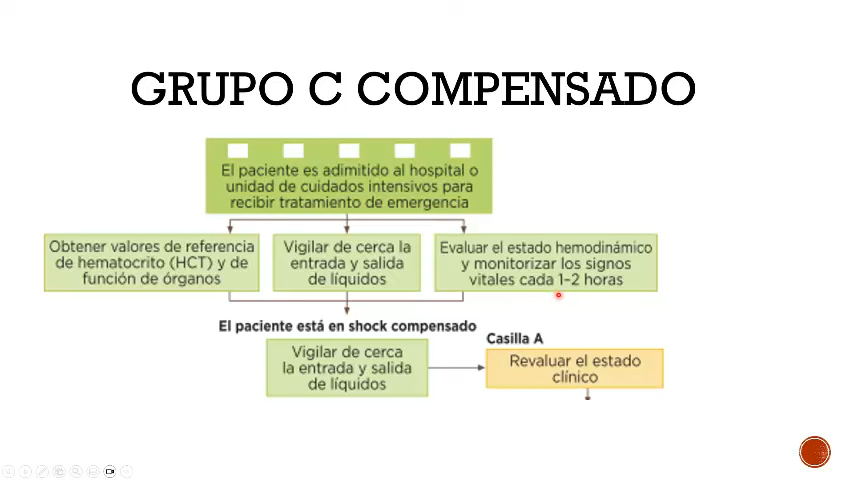 GRUPO C COMPENSADO
El paciente es admitido al hospital o
unidad de cuidados intensivos para
recibir tratamiento de emergencia
Obtener valores de referencia
de hematocrito (HCT) y de
función de órganos
Vigilar de cerca la
entrada y salida
de líquidos
Evaluar el estado hemodinámico
y monitorizar los signos
vitales cada 1–2 horas
El paciente está en shock compensado
Vigilar de cerca
la entrada y salida
de líquidos
Casilla A
Revaluar el estado
clínico